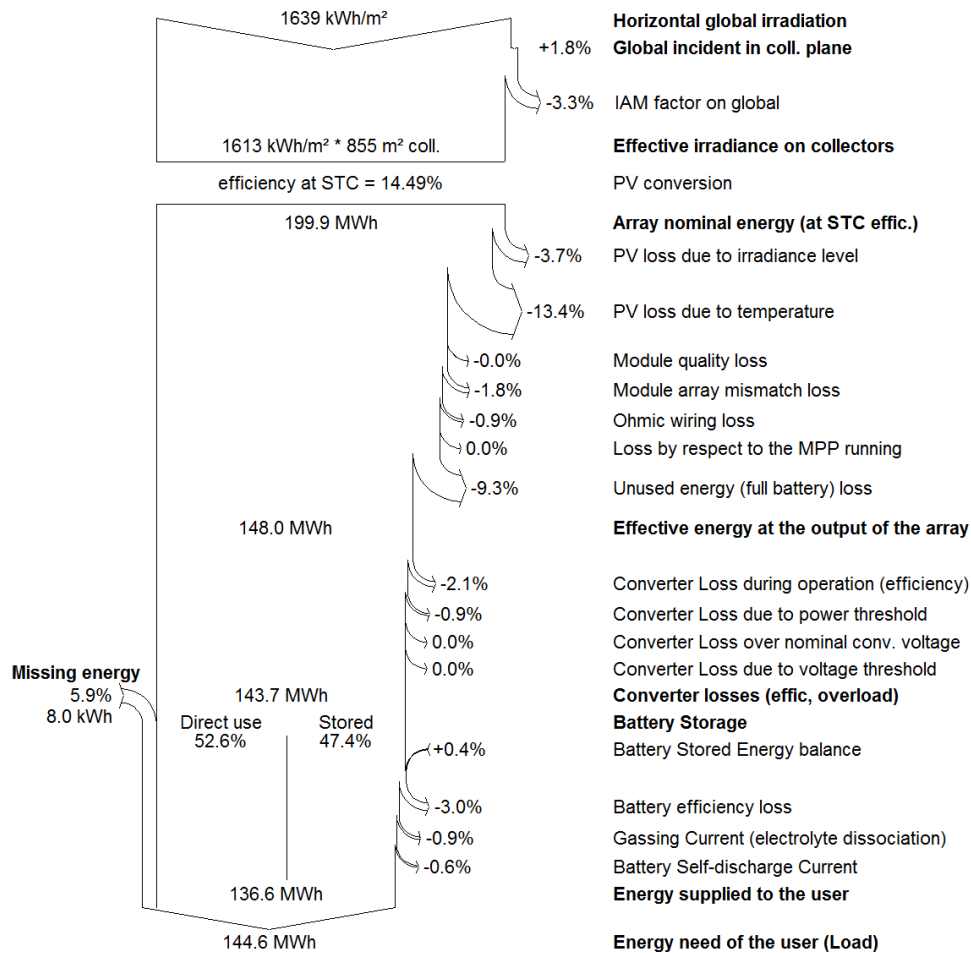 1639 kWh/m²
Horizontal global irradiation
+1.8%
Global incident in coll. plane
-3.3%
IAM factor on global
1613 kWh/m² * 855 m² coll.
Effective irradiance on collectors
efficiency at STC = 14.49%
PV conversion
199.9 MWh
Array nominal energy (at STC effic.)
-3.7%
PV loss due to irradiance level
-13.4%
PV loss due to temperature
-0.0%
Module quality loss
-1.8%
Module array mismatch loss
-0.9%
Ohmic wiring loss
0.0%
Loss by respect to the MPP running
-9.3%
Unused energy (full battery) loss
148.0 MWh
Effective energy at the output of the array
-2.1%
Converter Loss during operation (efficiency)
-0.9%
Converter Loss due to power threshold
0.0%
Converter Loss over nominal conv. voltage
0.0%
Converter Loss due to voltage threshold
Missing energy
5.9%
8.0 kWh
143.7 MWh
Converter losses (effic, overload)
Direct use
Stored
Battery Storage
52.6%
47.4%
+0.4%
Battery Stored Energy balance
-3.0%
Battery efficiency loss
-0.9%
Gassing Current (electrolyte dissociation)
-0.6%
Battery Self-discharge Current
136.6 MWh
Energy supplied to the user
144.6 MWh
Energy need of the user (Load)